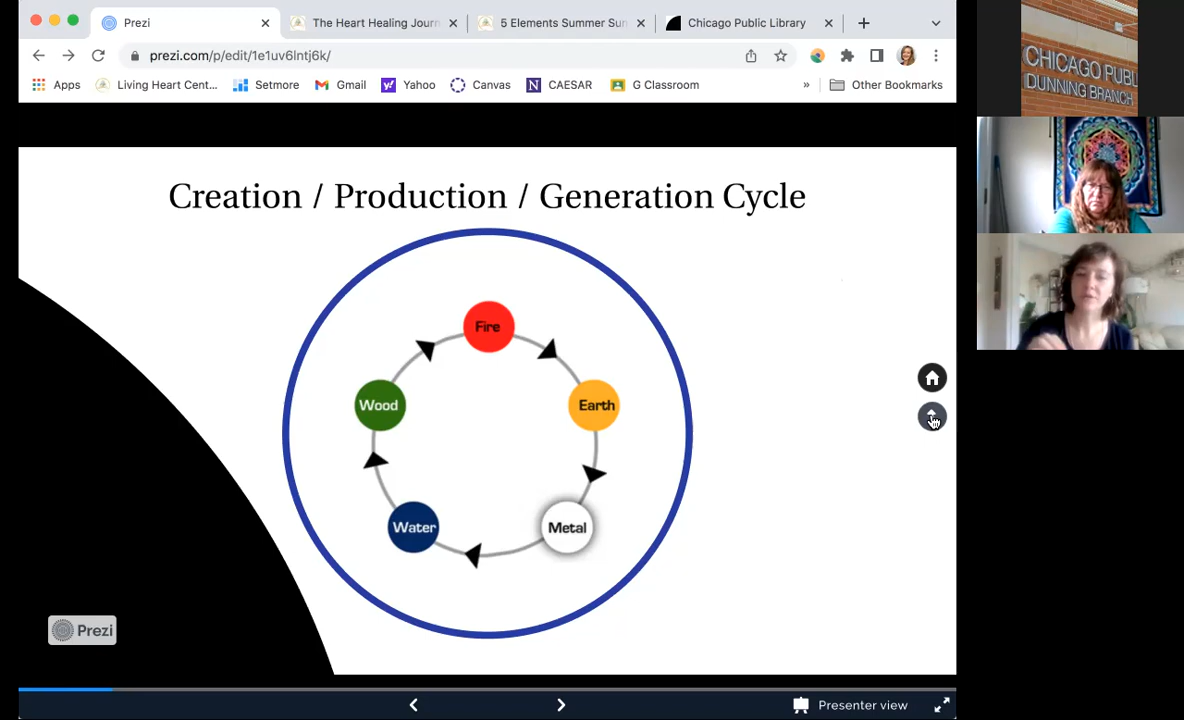 Prezi
The Heart Healing Journ
5 Elements Summer Sun
Chicago Public Library
prezi.com/p/edit/1e1uv6lntj6k/
Apps
Living Heart Cent...
Setmore
Gmail
Yahoo
Canvas
CAESAR
G Classroom
»
Other Bookmarks
CHICAGO PUBL
DUNNING BRANCH
Creation / Production / Generation Cycle
Fire
Wood
Earth
Water
Metal
Prezi
Presenter view